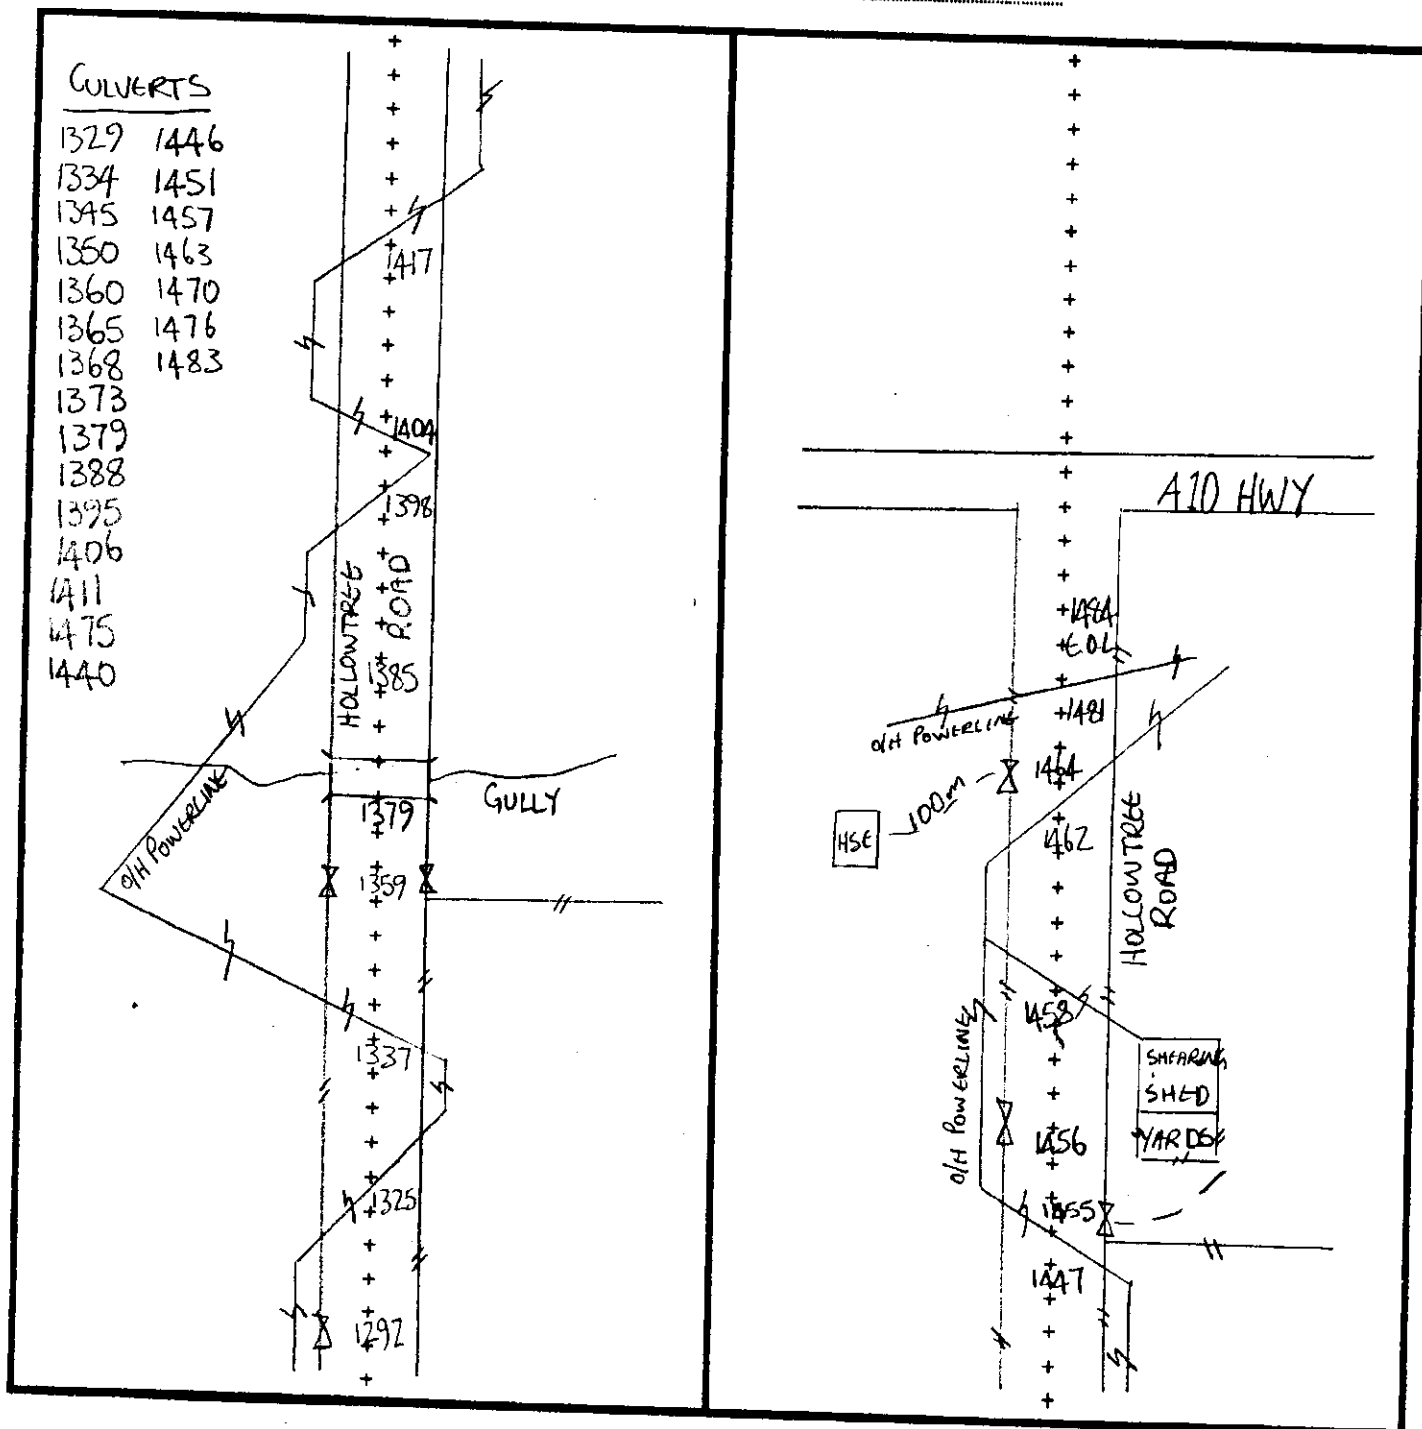 CULVERTS
1329 1446
1334 1451
1345 1457
1350 1463
1360 1470
1365 1476
1368 1483
1373
1379
1388
1395
1406
1411
1475
1440
1417
1404
1398
HOLLOWTREE
ROAD
1385
GULLY
1379
O/H POWERLINE
1359
1337
1325
1292
A10 HWY
1484
E.O.L
1481
O/H POWERLINE
1464
100m
HSE
1462
HOLLOWTREE
ROAD
1458
O/H POWERLINE
SHEARING
SHED
YARDS
1456
1455
1447